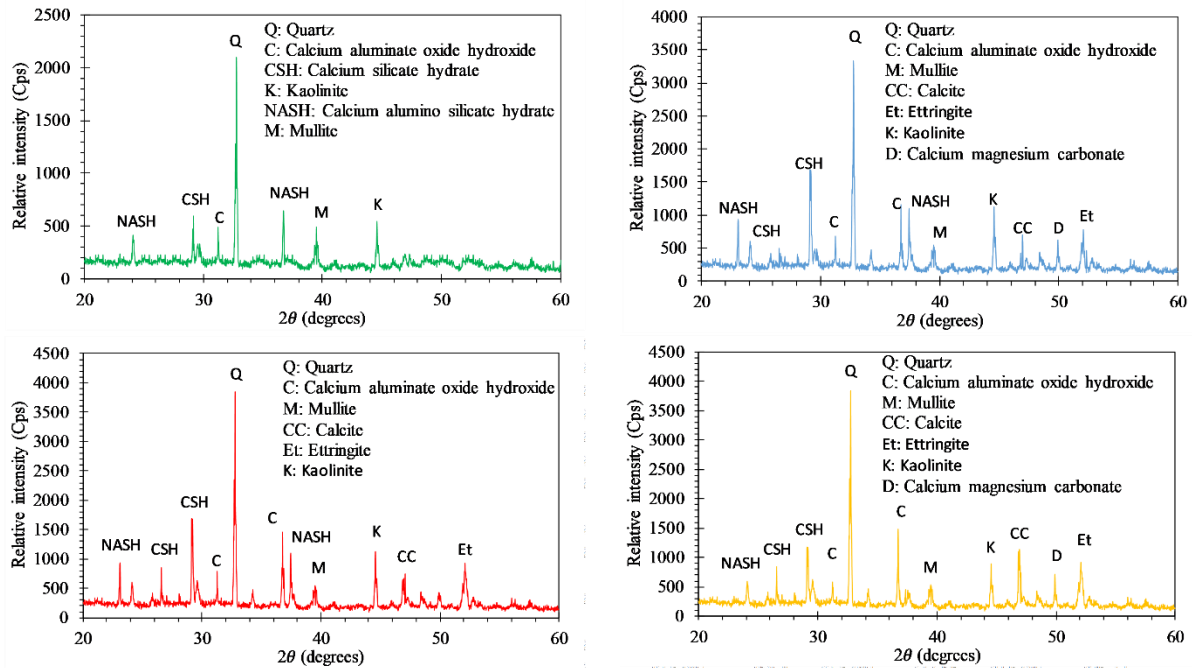 Relative intensity (Cps)
2500
2000
1500
1000
500
0
Q
Q: Quartz
C: Calcium aluminate oxide hydroxide
CSH: Calcium silicate hydrate
K: Kaolinite
NASH: Calcium alumino silicate hydrate
M: Mullite
NASH
CSH
C
NASH
M
K
20 30 40 50 60
2θ (degrees)
Relative intensity (Cps)
4000
3500
3000
2500
2000
1500
1000
500
0
Q
Q: Quartz
C: Calcium aluminate oxide hydroxide
M: Mullite
CC: Calcite
Et: Ettringite
K: Kaolinite
D: Calcium magnesium carbonate
NASH
CSH
CSH
C
C
NASH
M
K
CC
D
Et
20 30 40 50 60
2θ (degrees)
Relative intensity (Cps)
4500
4000
3500
3000
2500
2000
1500
1000
500
0
Q
Q: Quartz
C: Calcium aluminate oxide hydroxide
M: Mullite
CC: Calcite
Et: Ettringite
K: Kaolinite
NASH
CSH
CSH
C
C
NASH
M
K
CC
Et
20 30 40 50 60
2θ (degrees)
Relative intensity (Cps)
4500
4000
3500
3000
2500
2000
1500
1000
500
0
Q
Q: Quartz
C: Calcium aluminate oxide hydroxide
M: Mullite
CC: Calcite
Et: Ettringite
K: Kaolinite
D: Calcium magnesium carbonate
NASH
CSH
CSH
C
C
M
K
CC
D
Et
20 30 40 50 60
2θ (degrees)